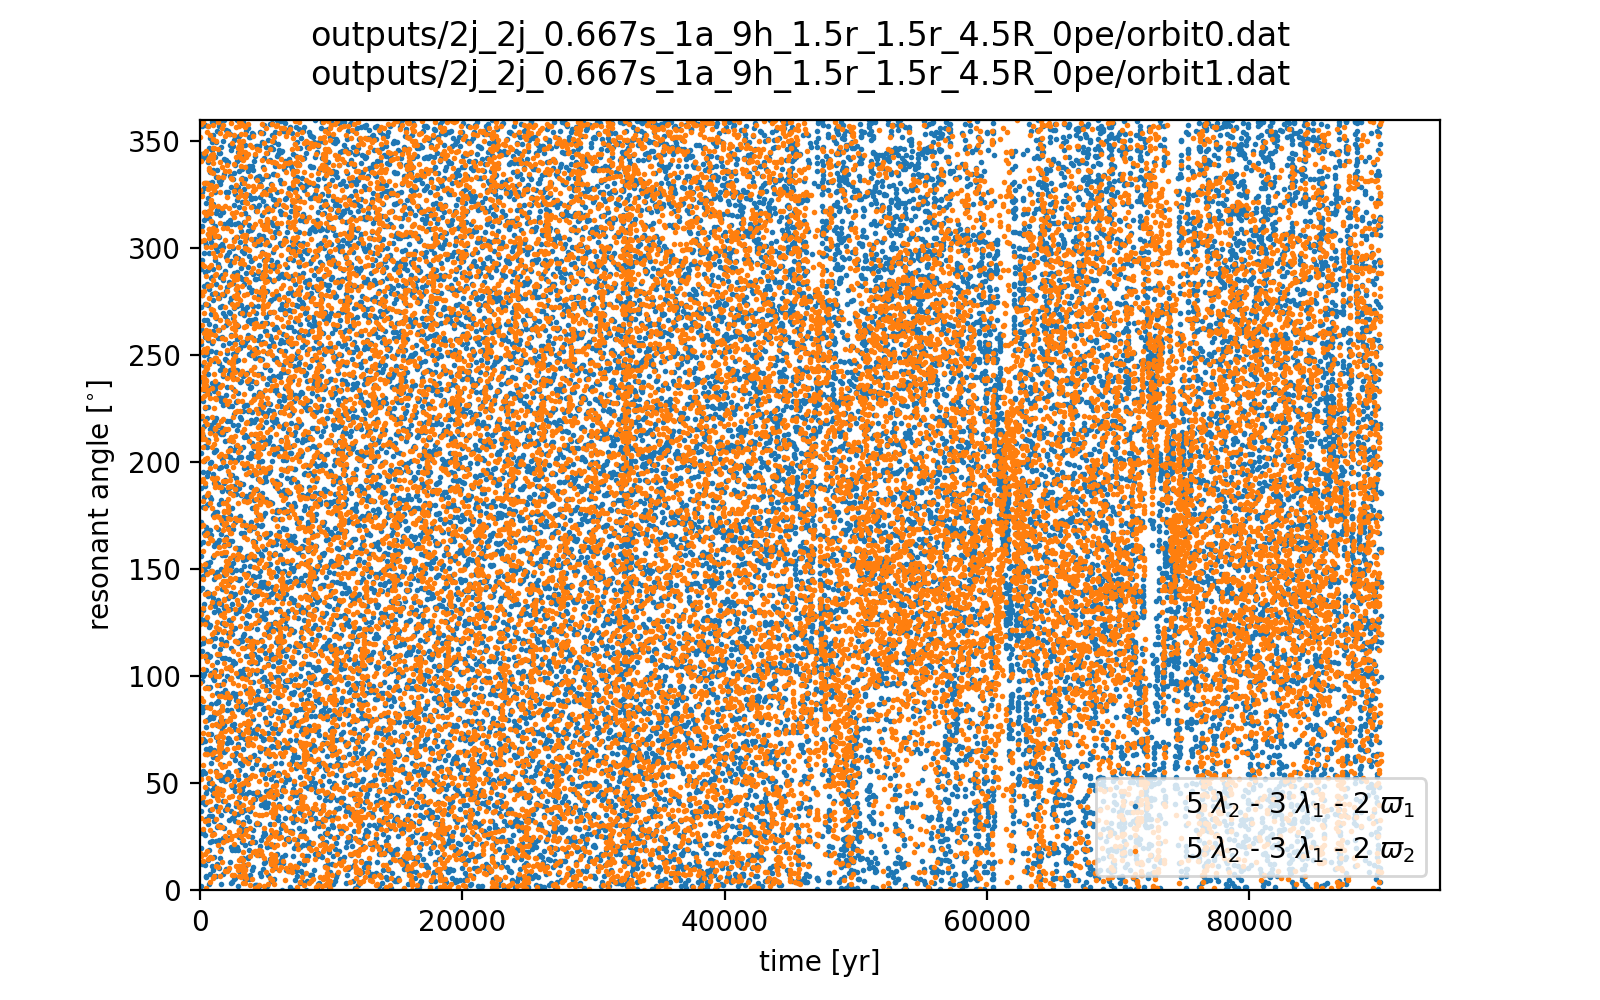 outputs/2j_2j_0.667s_1a_9h_1.5r_1.5r_4.5R_0pe/orbit0.dat
outputs/2j_2j_0.667s_1a_9h_1.5r_1.5r_4.5R_0pe/orbit1.dat
350
300
250
200
150
100
50
0
resonant angle [°]
5 λ₂ - 3 λ₁ - 2 ϖ₁
5 λ₂ - 3 λ₁ - 2 ϖ₂
0 20000 40000 60000 80000
time [yr]